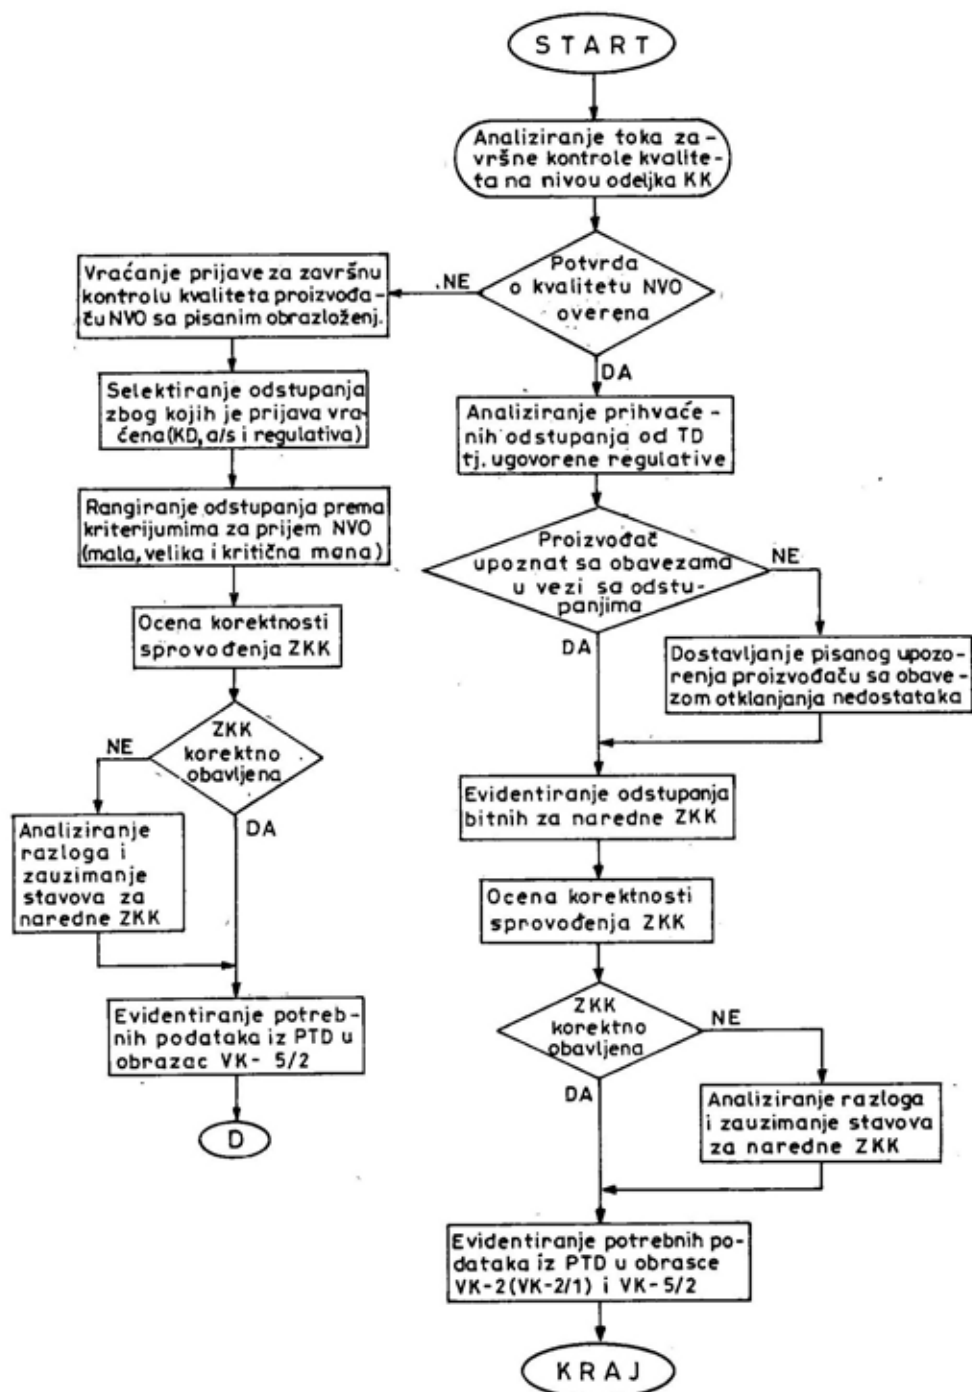 START
Analiziranje toka za-
vršne kontrole kvalite-
ta na nivou odeljka KK
Potvrda
o kvalitetu NVO
overena
NE
Vraćanje prijave za završnu
kontrolu kvaliteta proizvođa-
ču NVO sa pisanim obrazloženj.
Selektiranje odstupanja
zbog kojih je prijava vra-
ćena (KD, a/s i regulativa)
Rangiranje odstupanja prema
kriterijumima za prijem NVO
(mala, velika i kritična mana)
Ocena korektnosti
sprovođenja ZKK
ZKK
korektno
obavljena
NE
DA
Analiziranje
razloga i
zauzimanje
stavova za
naredne ZKK
Evidentiranje potreb-
nih podataka iz PTD u
obrazac VK- 5/2
D
DA
Analiziranje prihvaće-
nih odstupanja od TD
tj. ugovorene regulative
Proizvođač
upoznat sa obavezama
u vezi sa odstu-
panjima
NE
DA
Dostavljanje pisanog upozo-
renja proizvođaču sa obave-
zom otklanjanja nedostataka
Evidentiranje odstupanja
bitnih za naredne ZKK
Ocena korektnosti
sprovođenja ZKK
ZKK
korektno
obavljena
NE
DA
Analiziranje razloga
i zauzimanje stavova
za naredne ZKK
Evidentiranje potrebnih po-
dataka iz PTD u obrasce
VK-2 (VK-2/1) i VK-5/2
KRAJ